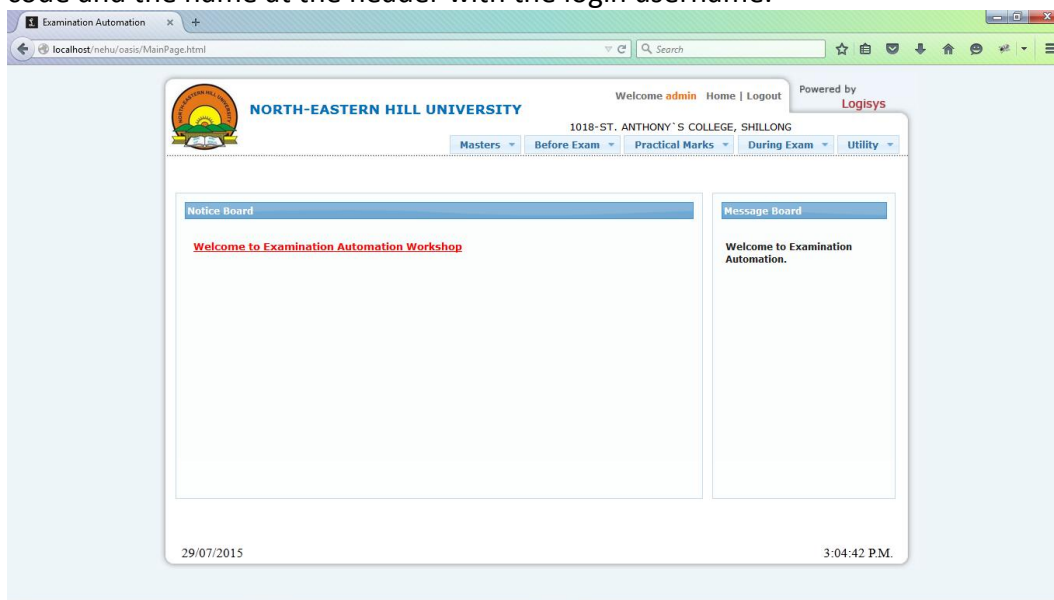 code and the name at the header with the login username.
Examination Automation
localhost/nehu/oasis/MainPage.html
Search
Welcome admin Home | Logout
Powered by
Logisys
NORTH-EASTERN HILL UNIVERSITY
1018-ST. ANTHONY`S COLLEGE, SHILLONG
Masters Before Exam Practical Marks During Exam Utility
Notice Board
Message Board
Welcome to Examination Automation Workshop
Welcome to Examination
Automation.
29/07/2015
3:04:42 P.M.